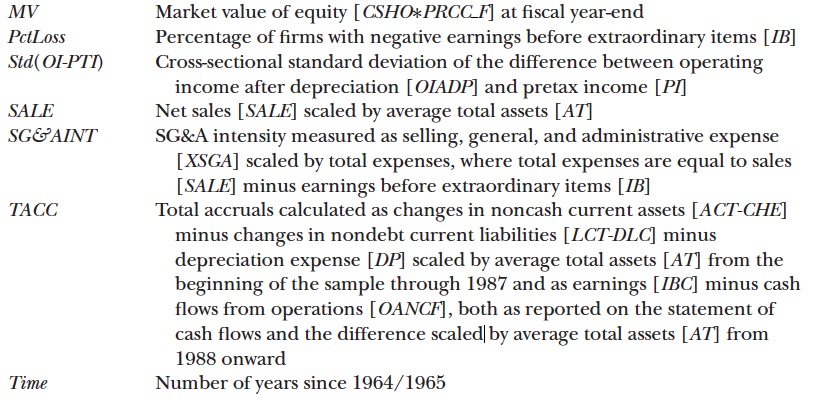 MV Market value of equity [CSHO*PRCC_F] at fiscal year-end
PctLoss Percentage of firms with negative earnings before extraordinary items [IB]
Std(OI-PTI) Cross-sectional standard deviation of the difference between operating
income after depreciation [OIADP] and pretax income [PI]
SALE Net sales [SALE] scaled by average total assets [AT]
SG&AINT SG&A intensity measured as selling, general, and administrative expense
[XSGA] scaled by total expenses, where total expenses are equal to sales
[SALE] minus earnings before extraordinary items [IB]
TACC Total accruals calculated as changes in noncash current assets [ACT-CHE]
minus changes in nondebt current liabilities [LCT-DLC] minus
depreciation expense [DP] scaled by average total assets [AT] from the
beginning of the sample through 1987 and as earnings [IBC] minus cash
flows from operations [OANCF], both as reported on the statement of
cash flows and the difference scaled by average total assets [AT] from
1988 onward
Time Number of years since 1964/1965